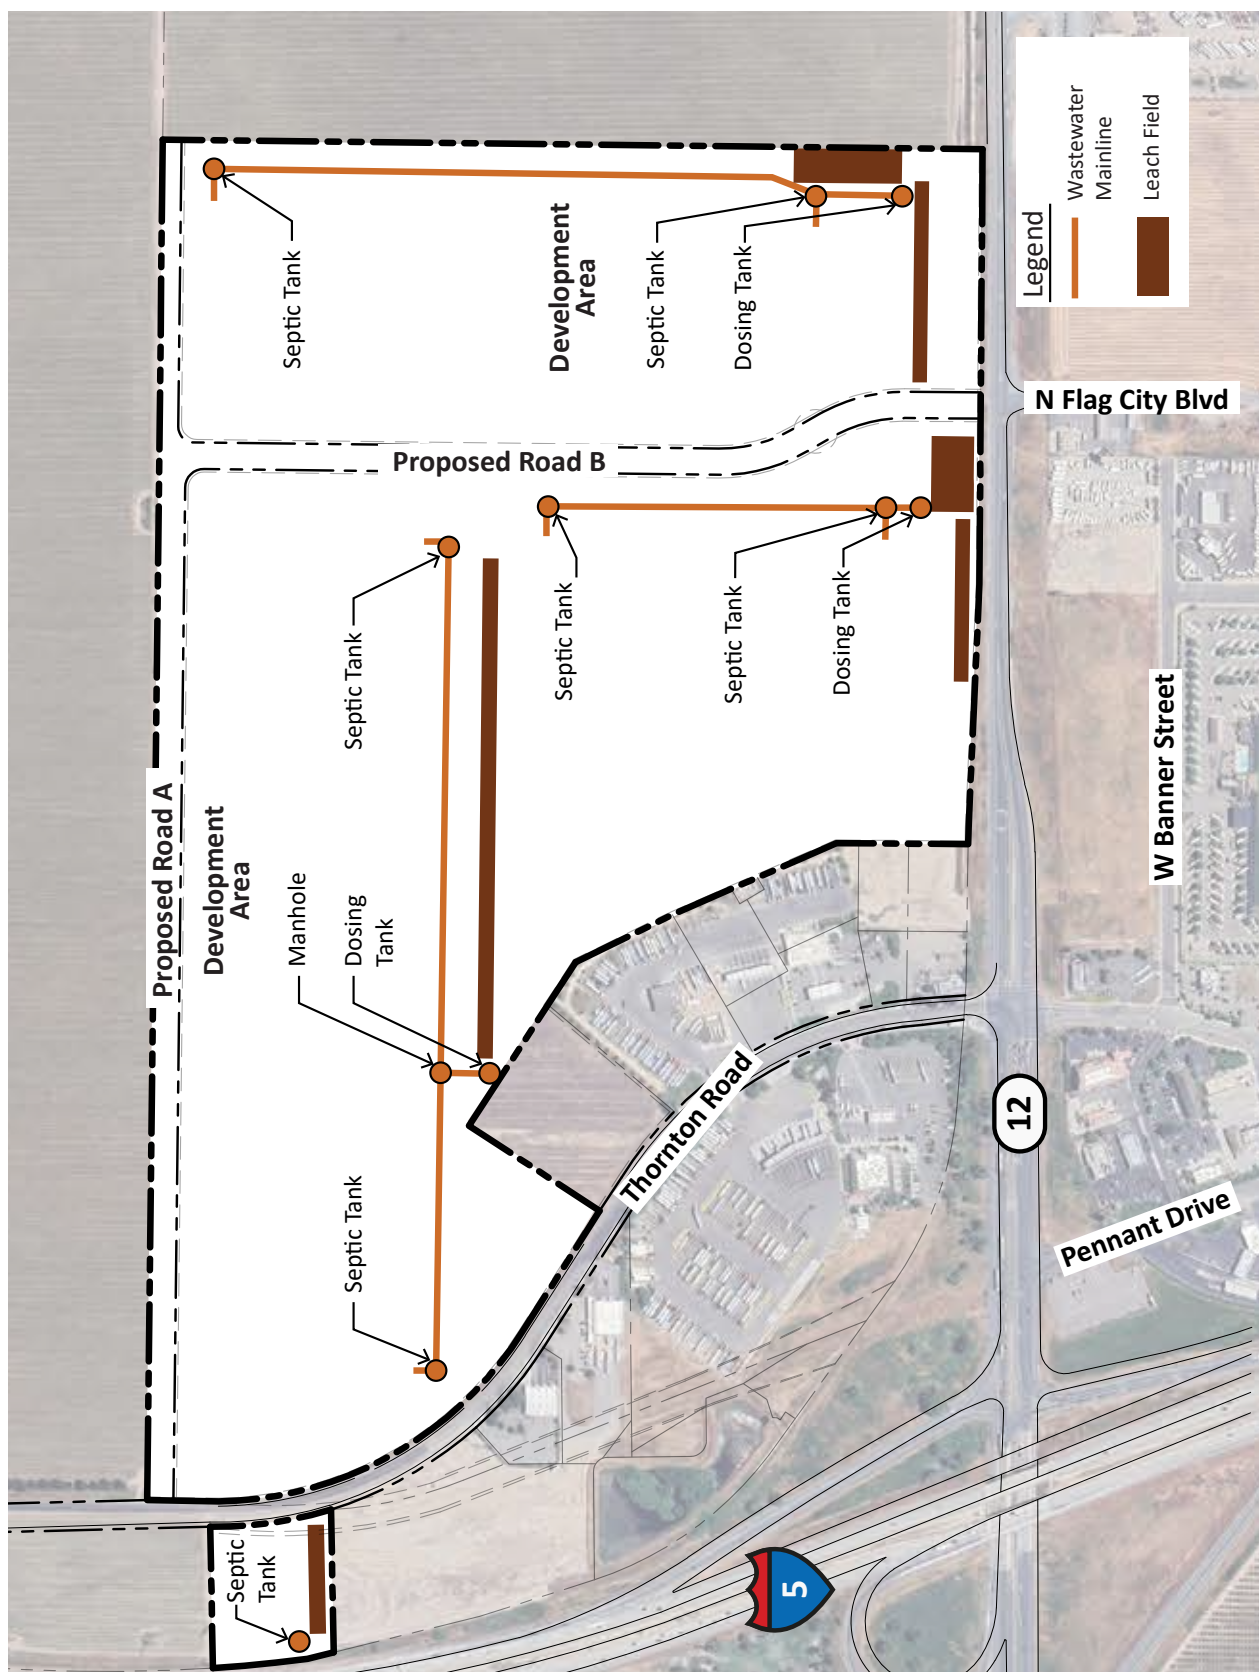 Legend
Wastewater
Mainline
Leach Field
Septic Tank
Development
Area
Septic Tank
Dosing Tank
N Flag City Blvd
Proposed Road B
Septic Tank
Septic Tank
Septic Tank
Dosing Tank
Proposed Road A
Development
Area
Manhole
Dosing
Tank
W Banner Street
Septic Tank
Thornton Road
12
Pennant Drive
Septic
Tank
5